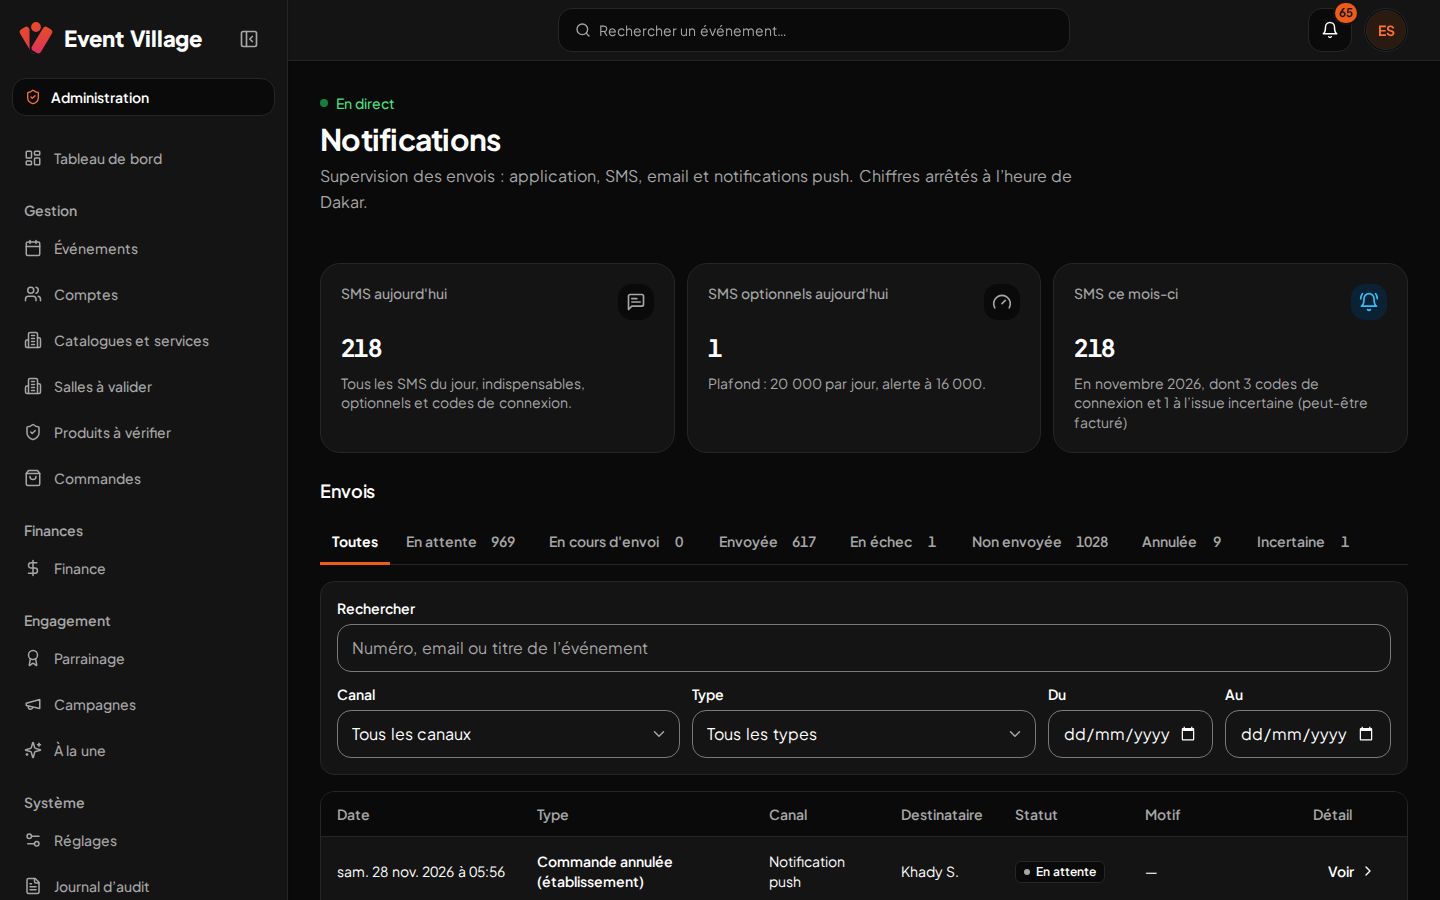 Event Village
Rechercher un événement...
65
ES
Administration
Tableau de bord
Gestion
Événements
Comptes
Catalogues et services
Salles à valider
Produits à vérifier
Commandes
Finances
Finance
Engagement
Parrainage
Campagnes
À la une
Système
Réglages
Journal d’audit
En direct
Notifications
Supervision des envois : application, SMS, email et notifications push. Chiffres arrêtés à l’heure de
Dakar.
SMS aujourd'hui
218
Tous les SMS du jour, indispensables,
optionnels et codes de connexion.
SMS optionnels aujourd'hui
1
Plafond : 20 000 par jour, alerte à 16 000.
SMS ce mois-ci
218
En novembre 2026, dont 3 codes de
connexion et 1 à l’issue incertaine (peut-être
facturé)
Envois
Toutes En attente 969 En cours d'envoi 0 Envoyée 617 En échec 1 Non envoyée 1028 Annulée 9 Incertaine 1
Rechercher
Numéro, email ou titre de l’événement
Canal Type Du Au
Tous les canaux Tous les types dd/mm/yyyy dd/mm/yyyy
Date Type Canal Destinataire Statut Motif Détail
sam. 28 nov. 2026 à 05:56 Commande annulée (établissement) Notification push Khady S. En attente — Voir